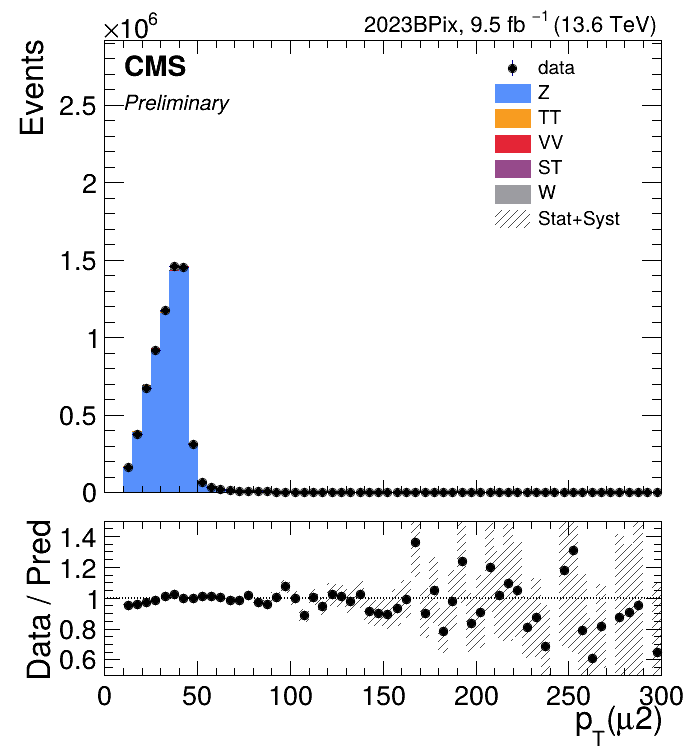 ×10⁶
2023BPix, 9.5 fb ⁻¹ (13.6 TeV)
CMS
Preliminary
data
Z
TT
VV
ST
W
Stat+Syst
Events
2.5
2
1.5
1
0.5
0
Data / Pred
1.4
1.2
1
0.8
0.6
0 50 100 150 200 250 300
p_T(μ2)